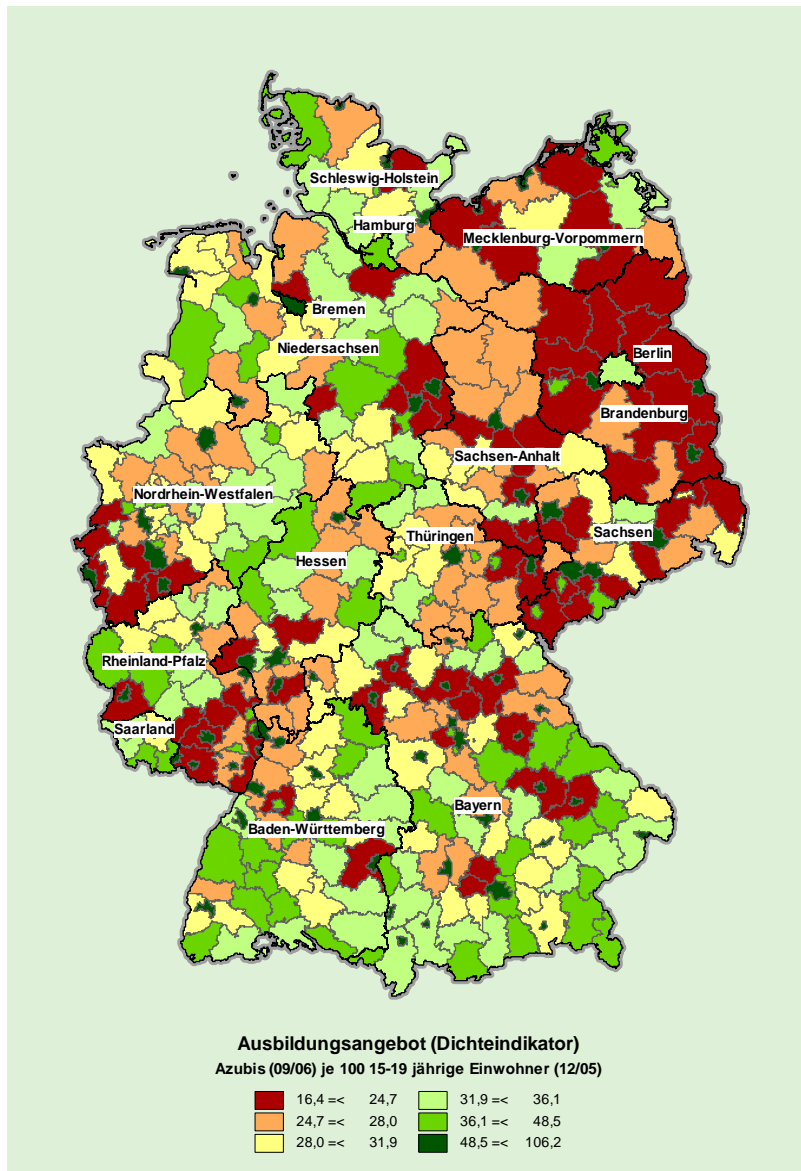 Schleswig-Holstein
Hamburg
Mecklenburg-Vorpommern
Bremen
Niedersachsen
Berlin
Brandenburg
Sachsen-Anhalt
Nordrhein-Westfalen
Thüringen
Sachsen
Hessen
Rheinland-Pfalz
Saarland
Bayern
Baden-Württemberg
Ausbildungsangebot (Dichteindikator)
Azubis (09/06) je 100 15-19 jährige Einwohner (12/05)
16,4 =< 24,7 31,9 =< 36,1
24,7 =< 28,0 36,1 =< 48,5
28,0 =< 31,9 48,5 =< 106,2